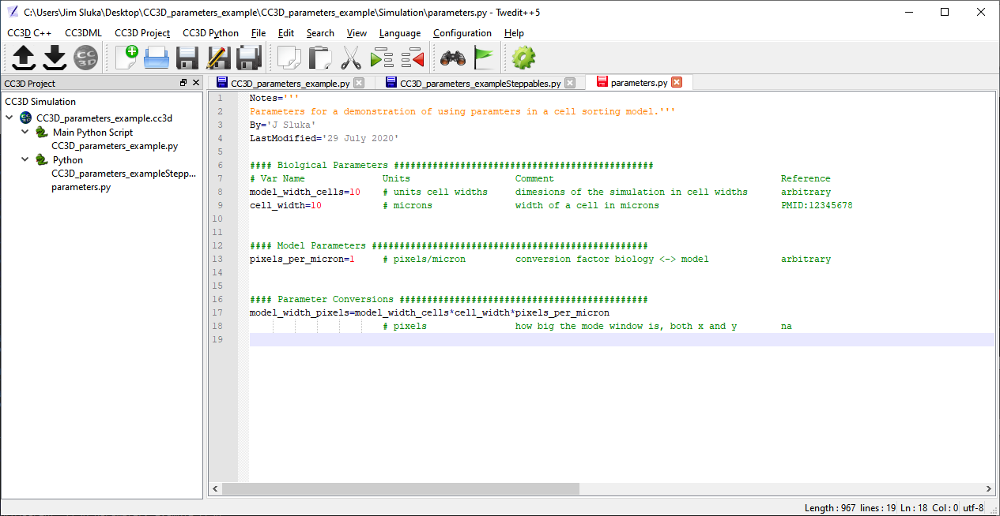 C:\Users\Jim Sluka\Desktop\CC3D_parameters_example\CC3D_parameters_example\Simulation\parameters.py - Twedit++5
CC3D C++ CC3DML CC3D Project CC3D Python File Edit Search View Language Configuration Help
CC3D
CC3D Project
CC3D_parameters_example.py CC3D_parameters_exampleSteppables.py parameters.py
CC3D Simulation
CC3D_parameters_example.cc3d
Main Python Script
CC3D_parameters_example.py
Python
CC3D_parameters_exampleStepp...
parameters.py
1 Notes='''
2 Parameters for a demonstration of using paramters in a cell sorting model.'''
3 By='J Sluka'
4 LastModified='29 July 2020'
5
6 #### Biolgical Parameters ###############################################
7 # Var Name Units Comment Reference
8 model_width_cells=10 # units cell widths dimesions of the simulation in cell widths arbitrary
9 cell_width=10 # microns width of a cell in microns PMID:12345678
10
11
12 #### Model Parameters ##################################################
13 pixels_per_micron=1 # pixels/micron conversion factor biology <-> model arbitrary
14
15
16 #### Parameter Conversions #############################################
17 model_width_pixels=model_width_cells*cell_width*pixels_per_micron
18 # pixels how big the mode window is, both x and y na
19
Length : 967 lines : 19 Ln : 18 Col : 0 utf-8